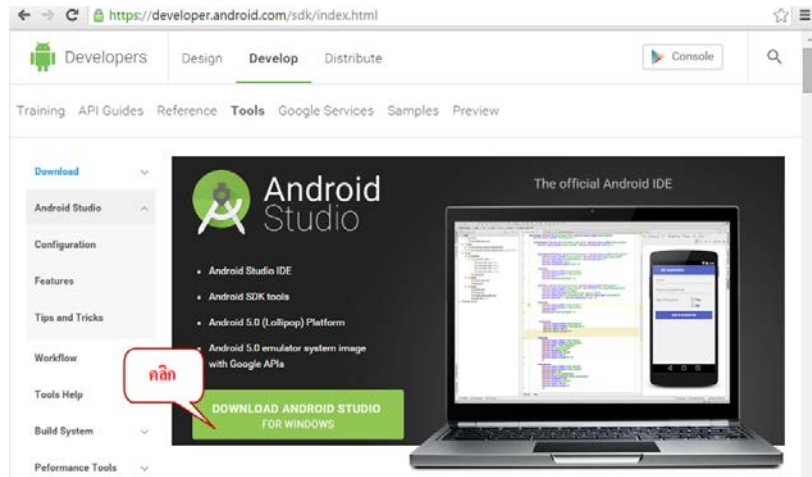 https://developer.android.com/sdk/index.html
Developers Design Develop Distribute Console
Training API Guides Reference Tools Google Services Samples Preview
Download
Android Studio
Configuration
Features
Tips and Tricks
Workflow
Tools Help
Build System
Peformance Tools
Android
Studio
The official Android IDE
• Android Studio IDE
• Android SDK tools
• Android 5.0 (Lollipop) Platform
• Android 5.0 emulator system image
with Google APIs
คลิก
DOWNLOAD ANDROID STUDIO
FOR WINDOWS